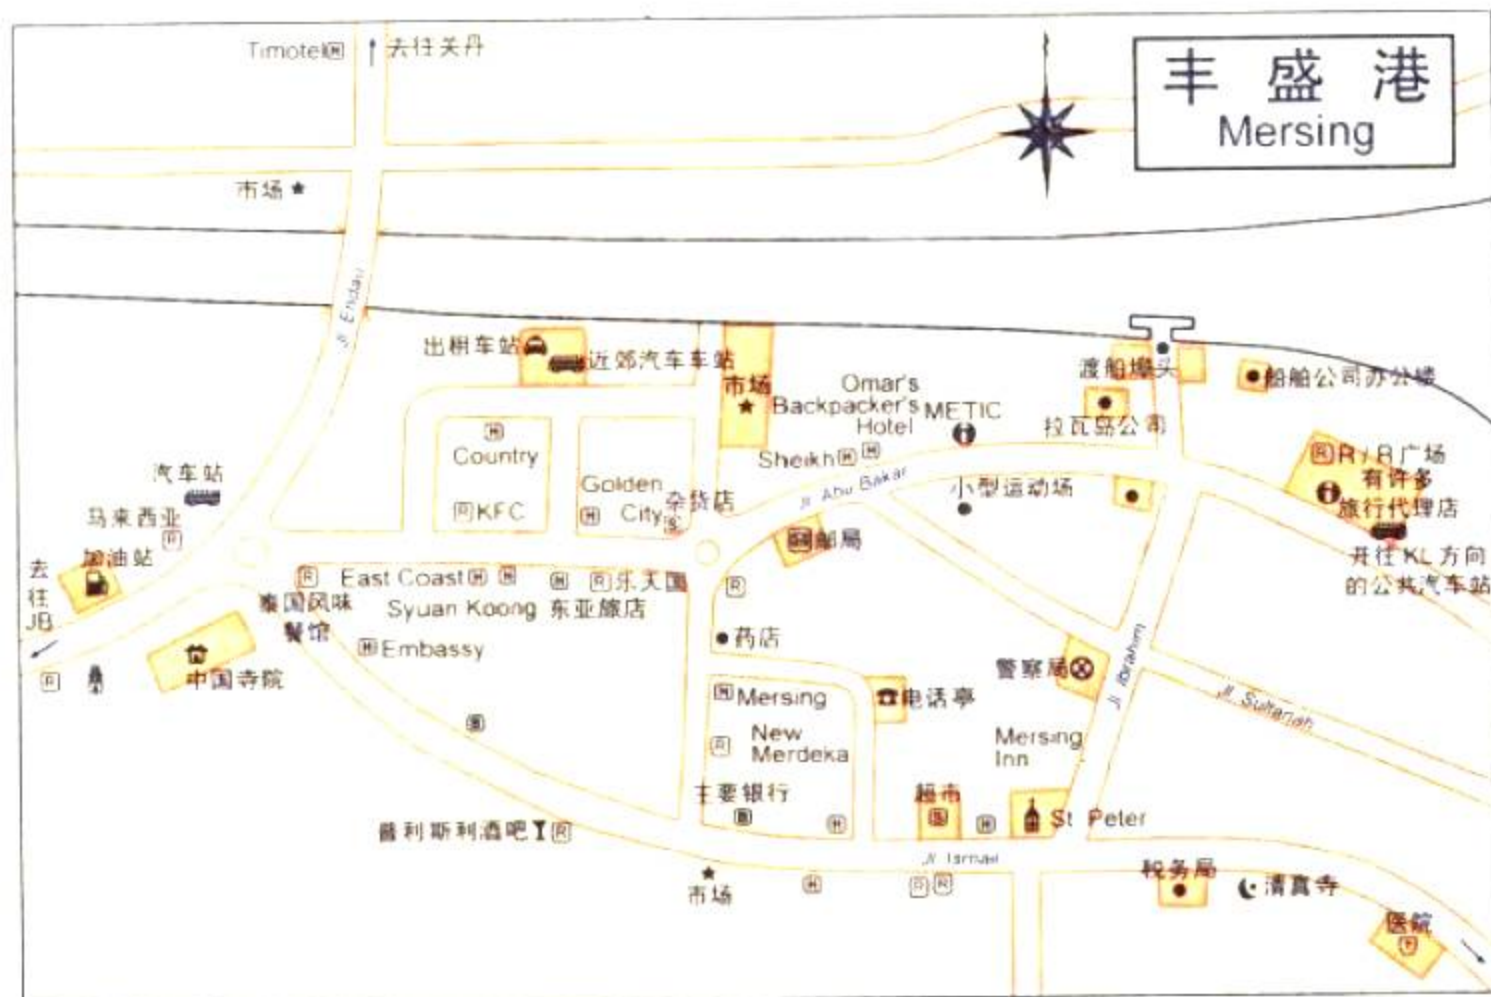 Timotel H
去往关丹
丰盛港
Mersing
市场
Jl Endau
出租车站
近郊汽车车站
市场
Omar's
Backpacker's
Hotel
METIC
渡船埠头
船舶公司办公楼
拉瓦岛公司
H
Country
Sheikh H H
R R / R 广场
有许多
旅行代理店
汽车站
Golden
City
H
杂货店
S
Jl Abu Bakar
小型运动场
R KFC
马来西亚
R
加油站
邮局
开往 KL 方向
的公共汽车站
去
往
JB
R
East Coast H H
H
R 乐天园
R
泰国风味
餐馆
Syuan Koong
东亚旅店
H Embassy
药店
中国寺院
R
警察局
Jl Ibrahim
Jl Sultanah
H Mersing
电话亭
B
R
New
Merdeka
Mersing
Inn
主要银行
B
H
超市
S
H
St Peter
普利斯利酒吧 R
Jl Ismail
市场
H
R R
税务局
清真寺
医院